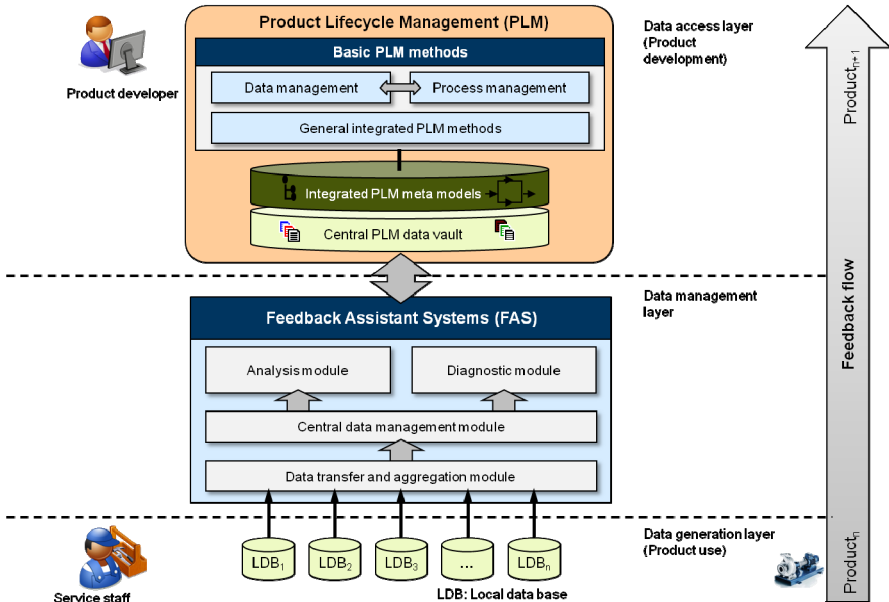 Product Lifecycle Management (PLM)
Basic PLM methods
Data management
Process management
General integrated PLM methods
Integrated PLM meta models
Central PLM data vault
Product developer
Data access layer
(Product
development)
Feedback Assistant Systems (FAS)
Analysis module
Diagnostic module
Central data management module
Data transfer and aggregation module
Data management
layer
LDB1
LDB2
LDB3
...
LDBn
LDB: Local data base
Service staff
Data generation layer
(Product use)
Productn+1
Feedback flow
Productn